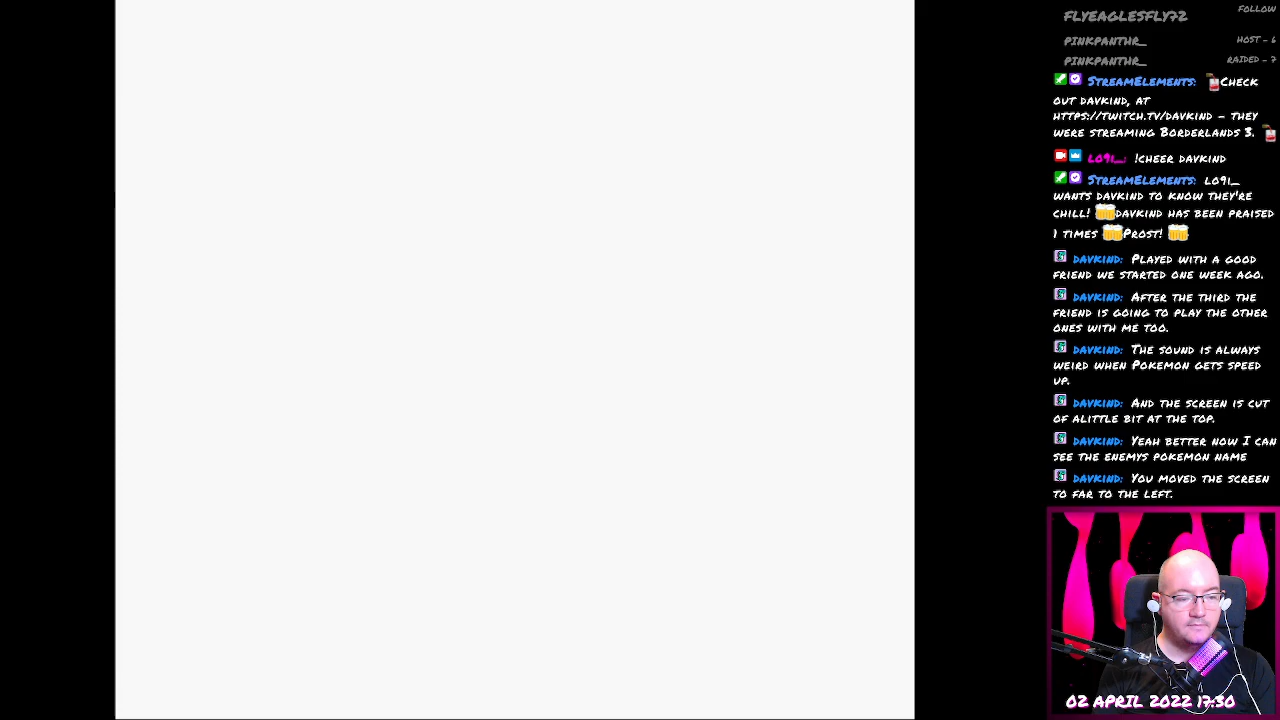 FLYEAGLESFLY72 FOLLOW
PINKPANTHR_ HOST - 6
PINKPANTHR_ RAIDED - 7
StreamElements: Check
out davkind, at
https://twitch.tv/davkind - they
were streaming Borderlands 3.
lo91_: !cheer davkind
StreamElements: lo91_
wants davkind to know they're
chill! davkind has been praised
1 times Prost!
davkind: Played with a good
friend we started one week ago.
davkind: After the third the
friend is going to play the other
ones with me too.
davkind: The sound is always
weird when Pokemon gets speed
up.
davkind: And the screen is cut
of alittle bit at the top.
davkind: Yeah better now I can
see the enemys pokemon name
davkind: You moved the screen
to far to the left.
02 APRIL 2022 17:30